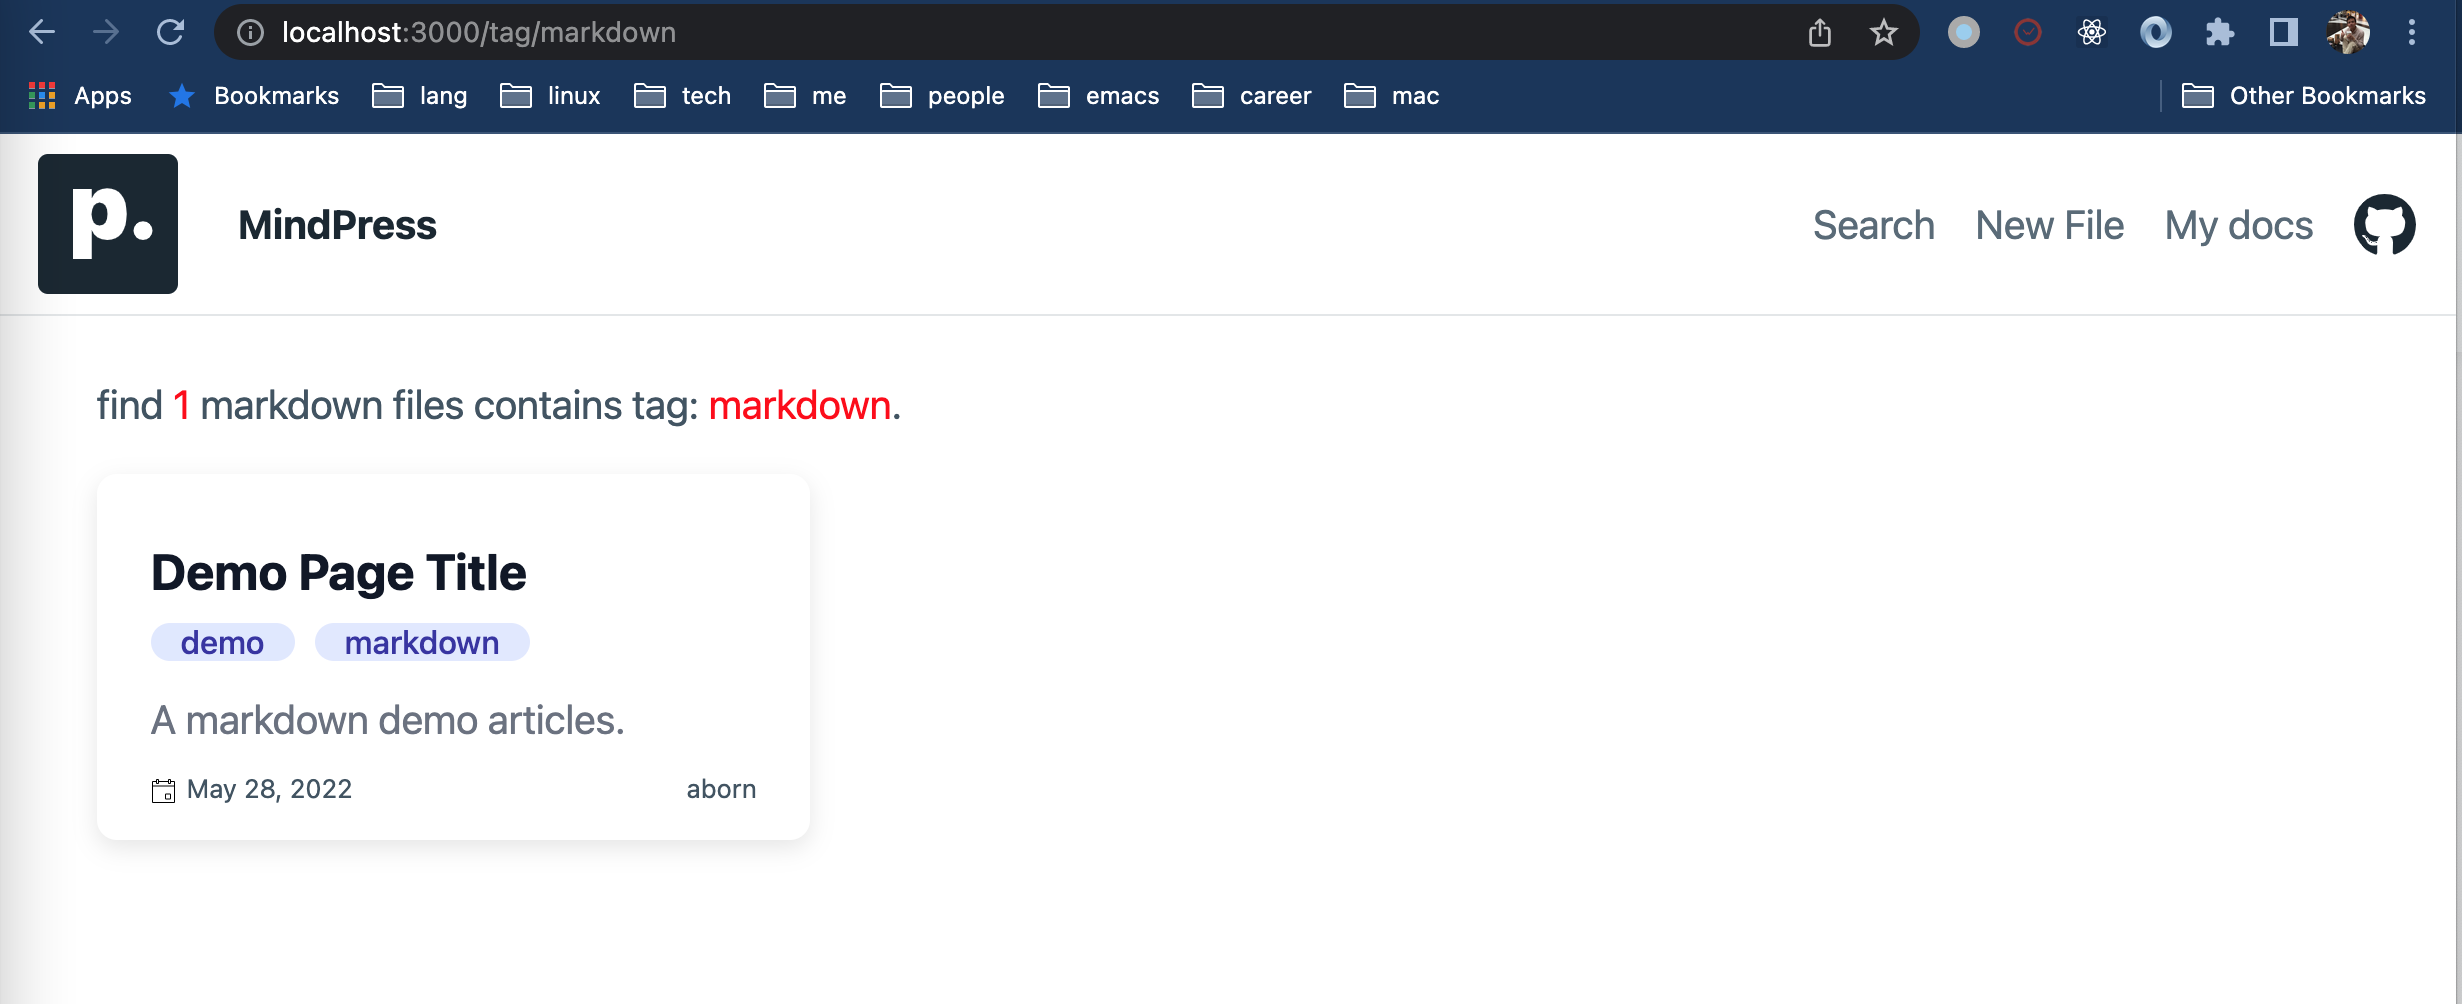 localhost:3000/tag/markdown
Apps Bookmarks lang linux tech me people emacs career mac Other Bookmarks
p. MindPress Search New File My docs
find 1 markdown files contains tag: markdown.
Demo Page Title
demo markdown
A markdown demo articles.
May 28, 2022 aborn